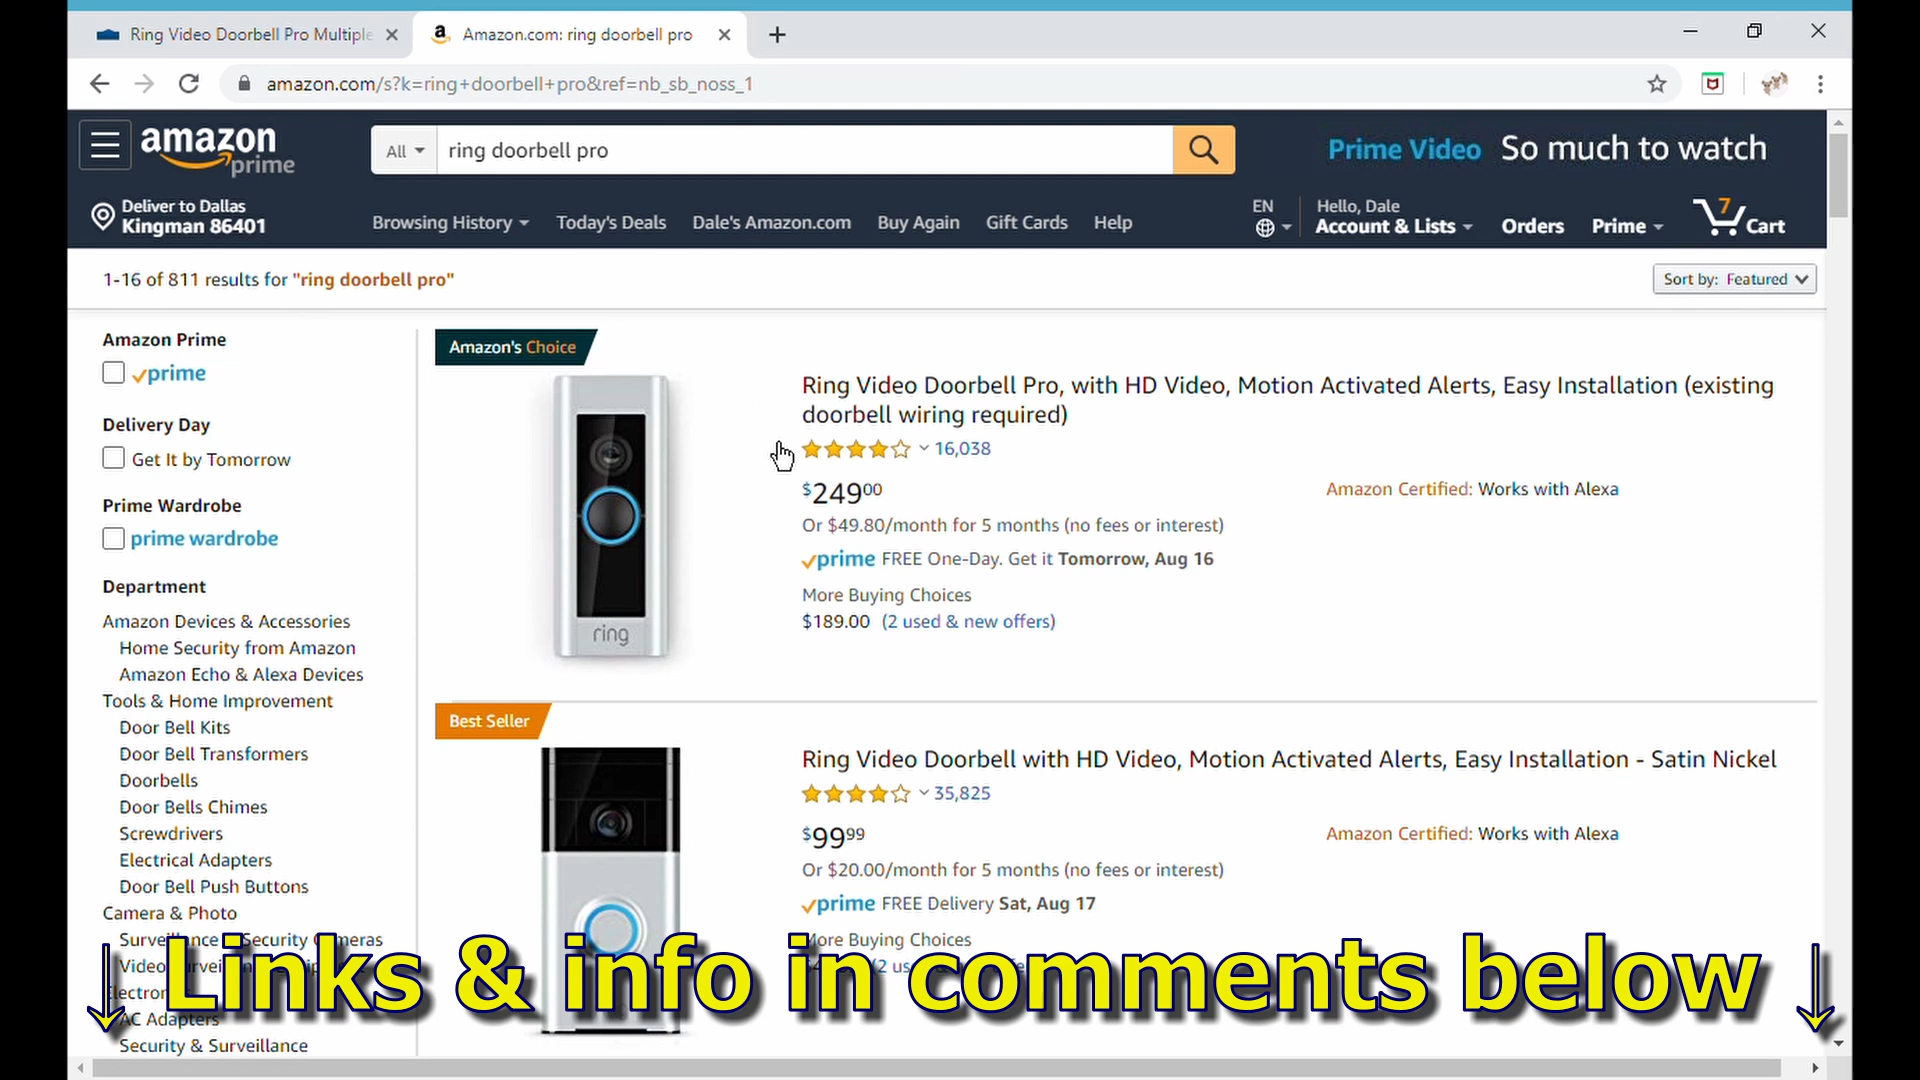 Ring Video Doorbell Pro Multiple
Amazon.com: ring doorbell pro
amazon.com/s?k=ring+doorbell+pro&ref=nb_sb_noss_1
amazon prime
All
ring doorbell pro
Prime Video So much to watch
Deliver to Dallas
Kingman 86401
Browsing History
Today's Deals
Dale's Amazon.com
Buy Again
Gift Cards
Help
EN
Hello, Dale
Account & Lists
Orders
Prime
7
Cart
1-16 of 811 results for "ring doorbell pro"
Sort by: Featured
Amazon Prime
prime
Delivery Day
Get It by Tomorrow
Prime Wardrobe
prime wardrobe
Department
Amazon Devices & Accessories
Home Security from Amazon
Amazon Echo & Alexa Devices
Tools & Home Improvement
Door Bell Kits
Door Bell Transformers
Doorbells
Door Bells Chimes
Screwdrivers
Electrical Adapters
Door Bell Push Buttons
Camera & Photo
AC Adapters
Security & Surveillance
Amazon's Choice
ring
Ring Video Doorbell Pro, with HD Video, Motion Activated Alerts, Easy Installation (existing
doorbell wiring required)
16,038
$24900
Amazon Certified: Works with Alexa
Or $49.80/month for 5 months (no fees or interest)
prime FREE One-Day. Get it Tomorrow, Aug 16
More Buying Choices
$189.00 (2 used & new offers)
Best Seller
Ring Video Doorbell with HD Video, Motion Activated Alerts, Easy Installation - Satin Nickel
35,825
$9999
Amazon Certified: Works with Alexa
Or $20.00/month for 5 months (no fees or interest)
prime FREE Delivery Sat, Aug 17
More Buying Choices
Links & info in comments below